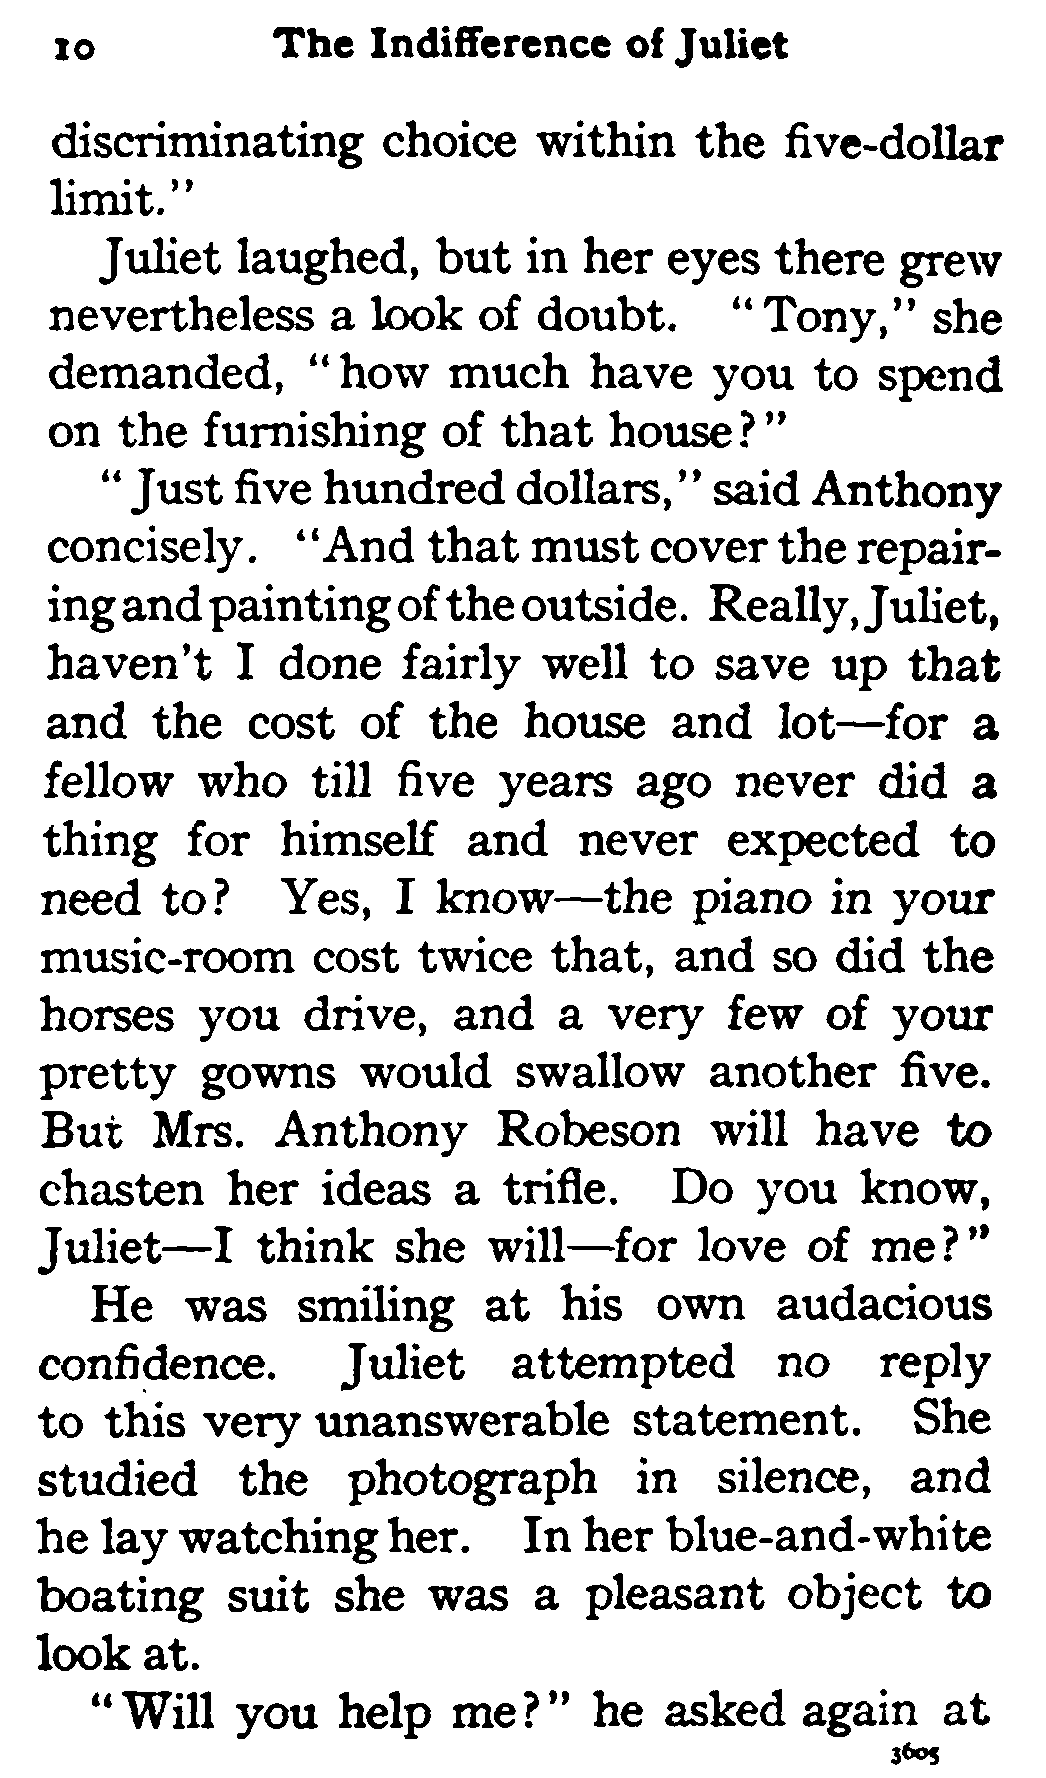 10 The Indifference of Juliet
discriminating choice within the five-dollar
limit."
Juliet laughed, but in her eyes there grew
nevertheless a look of doubt. "Tony," she
demanded, "how much have you to spend
on the furnishing of that house?"
"Just five hundred dollars," said Anthony
concisely. "And that must cover the repair-
ing and painting of the outside. Really, Juliet,
haven't I done fairly well to save up that
and the cost of the house and lot—for a
fellow who till five years ago never did a
thing for himself and never expected to
need to? Yes, I know—the piano in your
music-room cost twice that, and so did the
horses you drive, and a very few of your
pretty gowns would swallow another five.
But Mrs. Anthony Robeson will have to
chasten her ideas a trifle. Do you know,
Juliet—I think she will—for love of me?"
He was smiling at his own audacious
confidence. Juliet attempted no reply
to this very unanswerable statement. She
studied the photograph in silence, and
he lay watching her. In her blue-and-white
boating suit she was a pleasant object to
look at.
"Will you help me?" he asked again at
3605